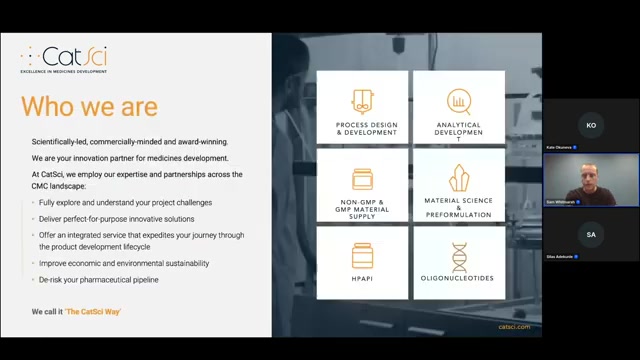 CatSci
EXCELLENCE IN MEDICINES DEVELOPMENT
Who we are
Scientifically-led, commercially-minded and award-winning.
We are your innovation partner for medicines development.
At CatSci, we employ our expertise and partnerships across the
CMC landscape:
• Fully explore and understand your project challenges
• Deliver perfect-for-purpose innovative solutions
• Offer an integrated service that expedites your journey through
the product development lifecycle
• Improve economic and environmental sustainability
• De-risk your pharmaceutical pipeline
We call it 'The CatSci Way'
PROCESS DESIGN
& DEVELOPMENT
ANALYTICAL
DEVELOPMEN
T
NON-GMP &
GMP MATERIAL
SUPPLY
MATERIAL SCIENCE
& PREFORMULATION
HPAPI
OLIGONUCLEOTIDES
catsci.com
KO
Kate Okuneva
SA
Silas Adekunle